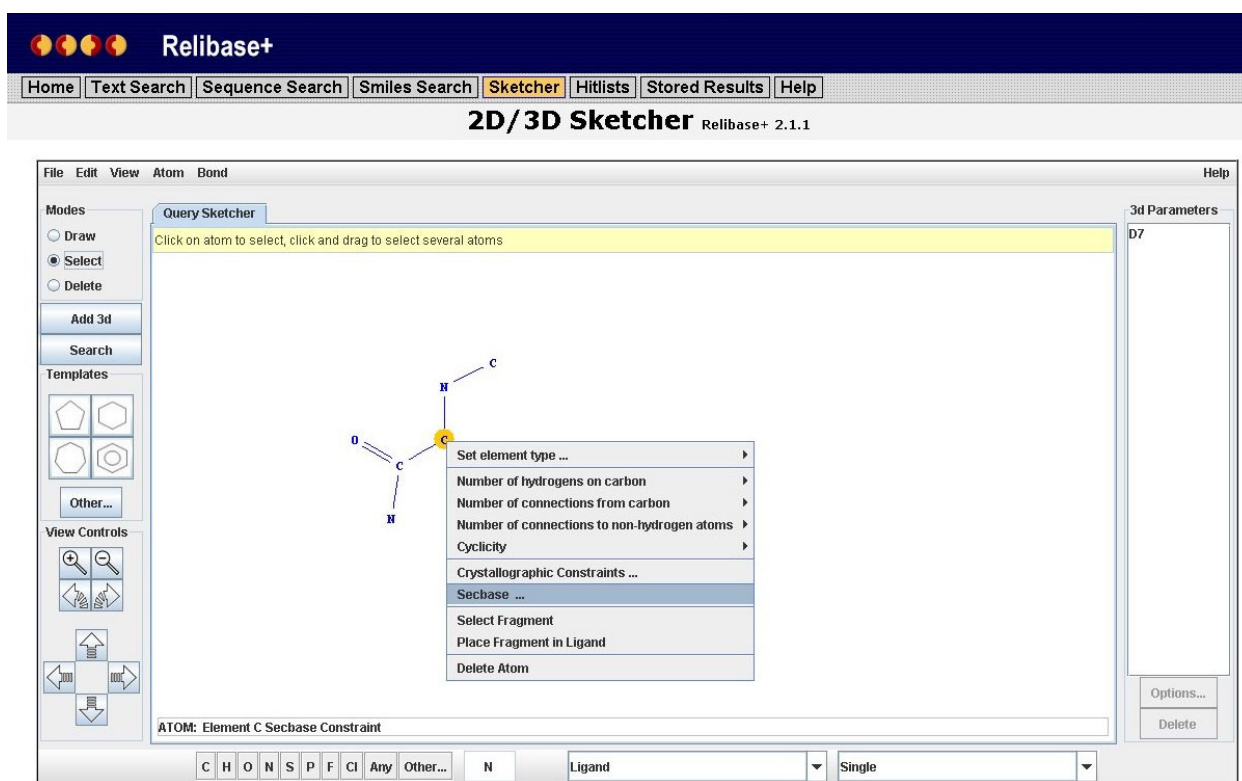 Relibase+
Home Text Search Sequence Search Smiles Search Sketcher Hitlists Stored Results Help
2D/3D Sketcher Relibase+ 2.1.1
File Edit View Atom Bond Help
Modes
Draw
Select
Delete
Add 3d
Search
Templates
Other...
View Controls
Query Sketcher
Click on atom to select, click and drag to select several atoms
C
N
O
C
C
N
Set element type ...
Number of hydrogens on carbon
Number of connections from carbon
Number of connections to non-hydrogen atoms
Cyclicity
Crystallographic Constraints ...
Secbase ...
Select Fragment
Place Fragment in Ligand
Delete Atom
ATOM: Element C Secbase Constraint
3d Parameters
D7
Options...
Delete
C H O N S P F Cl Any Other... N Ligand Single